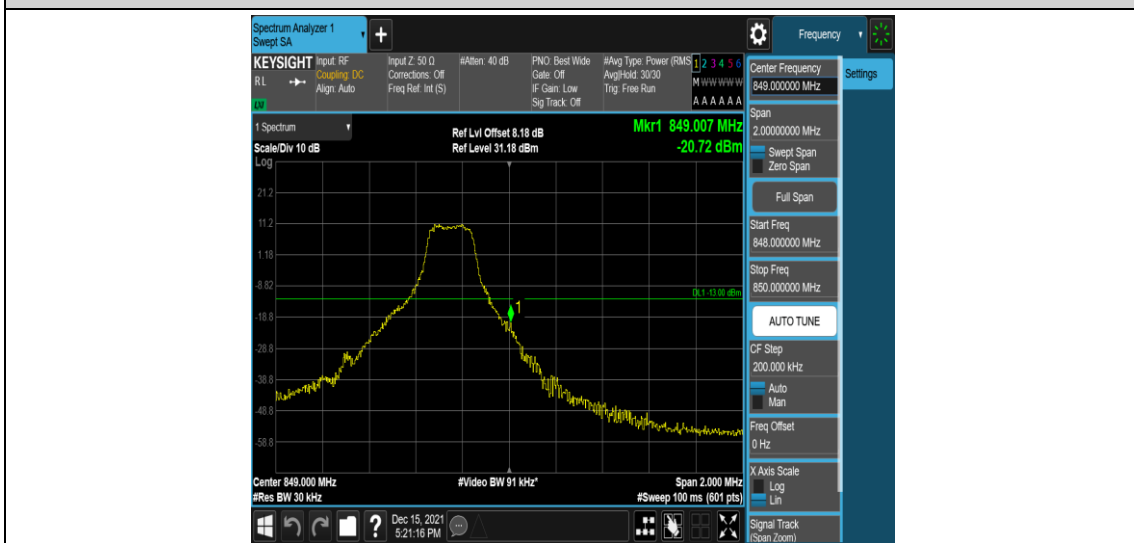 Spectrum Analyzer 1
Swept SA
+
Frequency
KEYSIGHT
RL
LXI
Input: RF
Coupling: DC
Align: Auto
Input Z: 50 Ω
Corrections: Off
Freq Ref: Int (S)
#Atten: 40 dB
PNO: Best Wide
Gate: Off
IF Gain: Low
Sig Track: Off
#Avg Type: Power (RMS
Avg|Hold: 30/30
Trig: Free Run
1 2 3 4 5 6
M W W W W W
A A A A A A
1 Spectrum
Scale/Div 10 dB
Log
Ref Lvl Offset 8.18 dB
Ref Level 31.18 dBm
Mkr1 849.007 MHz
-20.72 dBm
21.2
11.2
1.18
-8.82
-18.8
-28.8
-38.8
-48.8
-58.8
DL1 -13.00 dBm
1
Center 849.000 MHz
#Res BW 30 kHz
#Video BW 91 kHz*
Span 2.000 MHz
#Sweep 100 ms (601 pts)
?
Dec 15, 2021
5:21:16 PM
Center Frequency
849.000000 MHz
Settings
Span
2.00000000 MHz
Swept Span
Zero Span
Full Span
Start Freq
848.000000 MHz
Stop Freq
850.000000 MHz
AUTO TUNE
CF Step
200.000 kHz
Auto
Man
Freq Offset
0 Hz
X Axis Scale
Log
Lin
Signal Track
(Span Zoom)